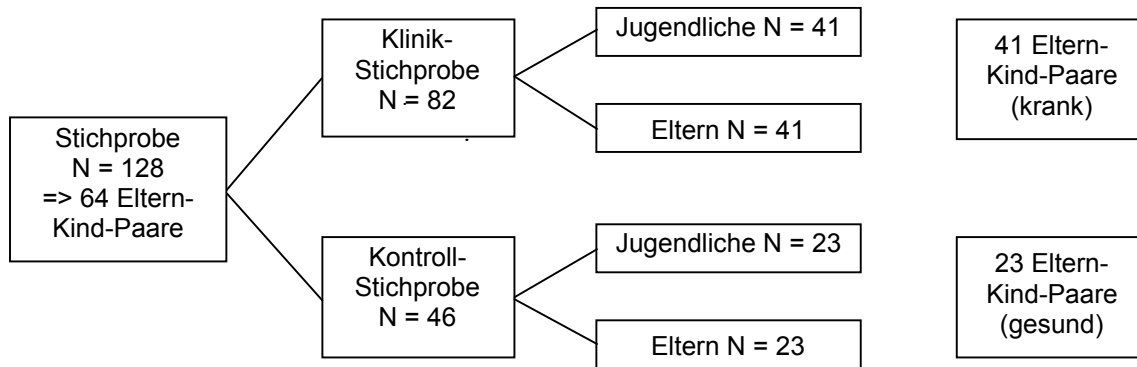 Stichprobe
N = 128
=> 64 Eltern-
Kind-Paare
Klinik-
Stichprobe
N = 82
Jugendliche N = 41
Eltern N = 41
41 Eltern-
Kind-Paare
(krank)
Kontroll-
Stichprobe
N = 46
Jugendliche N = 23
Eltern N = 23
23 Eltern-
Kind-Paare
(gesund)